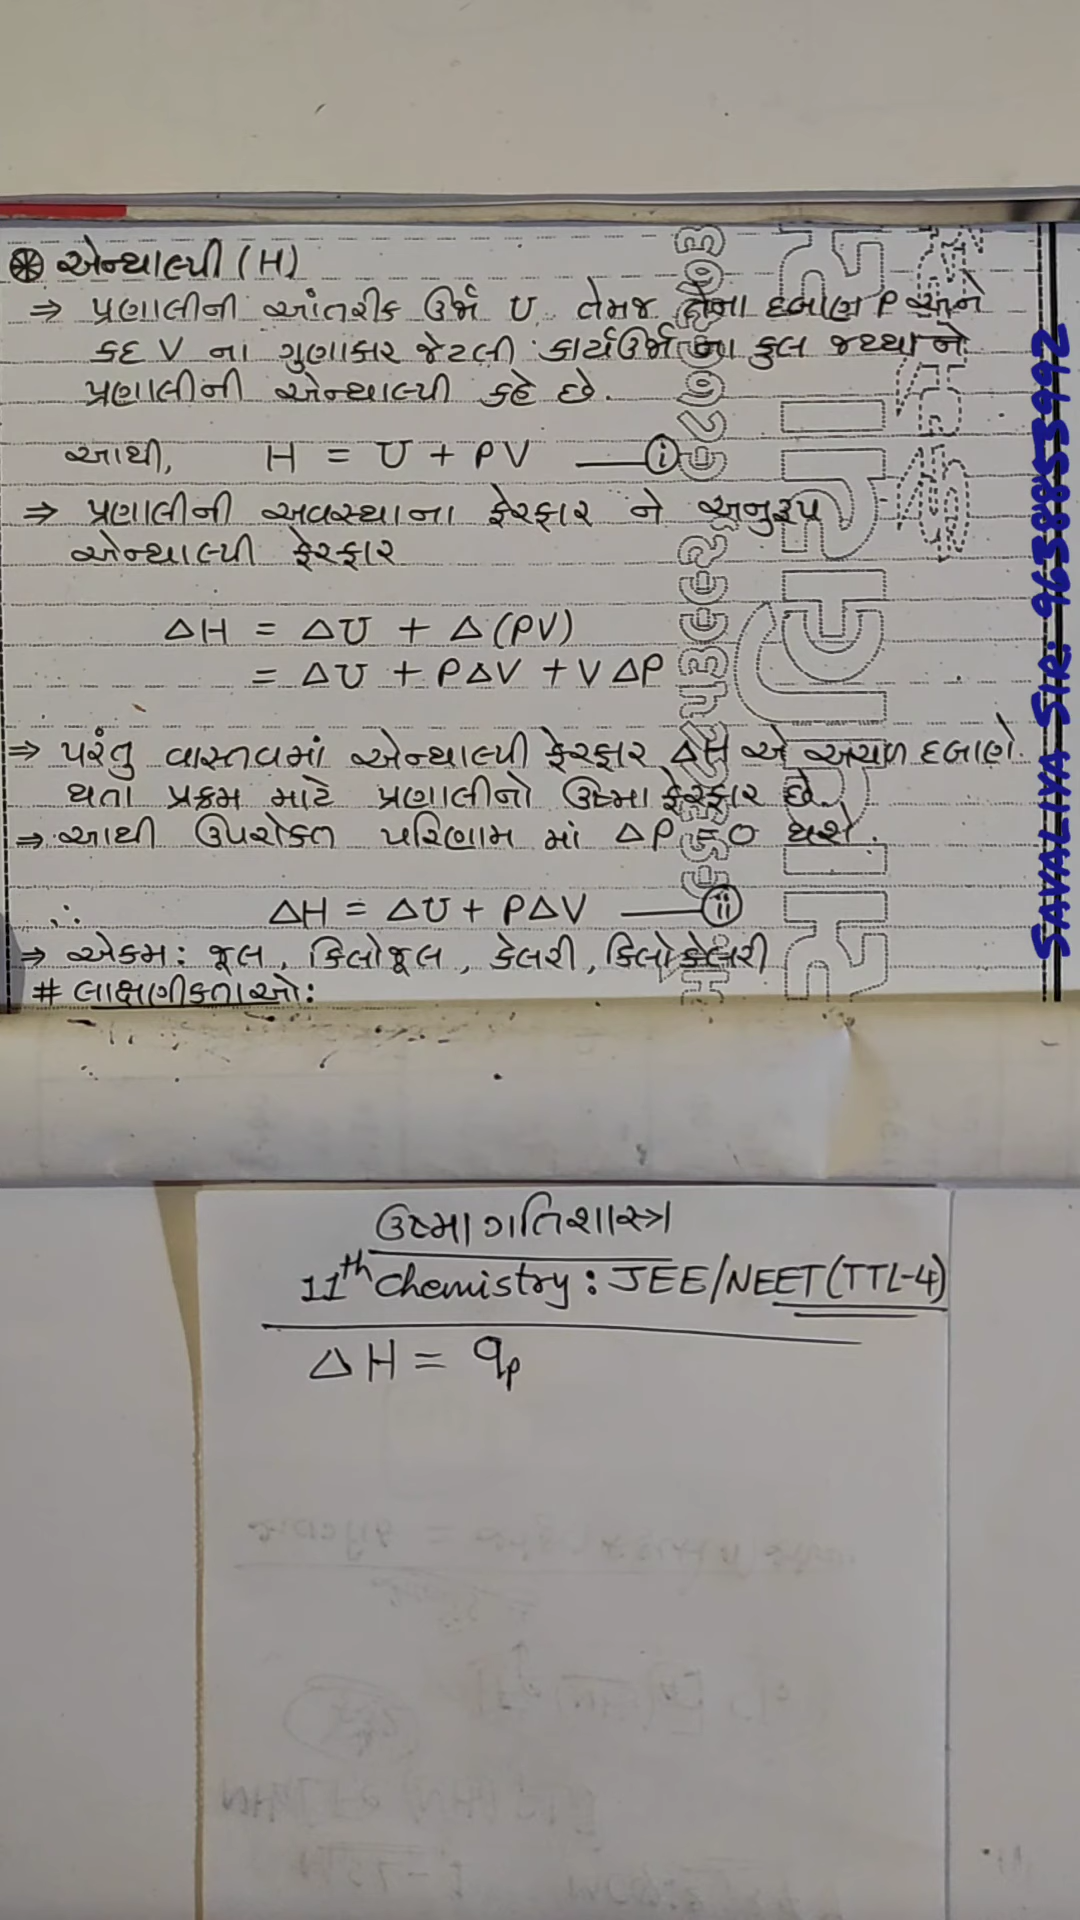 એન્થાલ્પી (H)
⇒ પ્રણાલીની આંતરીક ઉર્જા U, તેમજ તેના દબાણ P અને
કદ V ના ગુણાકાર જેટલી કાર્યઉર્જા ના કુલ જથ્થા ને
પ્રણાલીની એન્થાલ્પી કહે છે.
આથી, H = U + PV —— (i)
⇒ પ્રણાલીની અવસ્થાના ફેરફાર ને અનુરૂપ
એન્થાલ્પી ફેરફાર
ΔH = ΔU + Δ(PV)
= ΔU + PΔV + VΔP
⇒ પરંતુ વાસ્તવમાં એન્થાલ્પી ફેરફાર ΔH એ અચળ દબાણે
થતા પ્રક્રમ માટે પ્રણાલીનો ઉષ્મા ફેરફાર છે.
⇒ આથી ઉપરોક્ત પરિણામ માં ΔP = 0 થશે.
∴ ΔH = ΔU + PΔV —— (ii)
⇒ એકમ: જૂલ, કિલોજૂલ, કેલરી, કિલોકેલરી
# લાક્ષણીકતાઓ:
SAVALIYA SIR: 9638853992
ઉષ્માગતિશાસ્ત્ર
11th Chemistry: JEE/NEET (TTL-4)
ΔH = qp